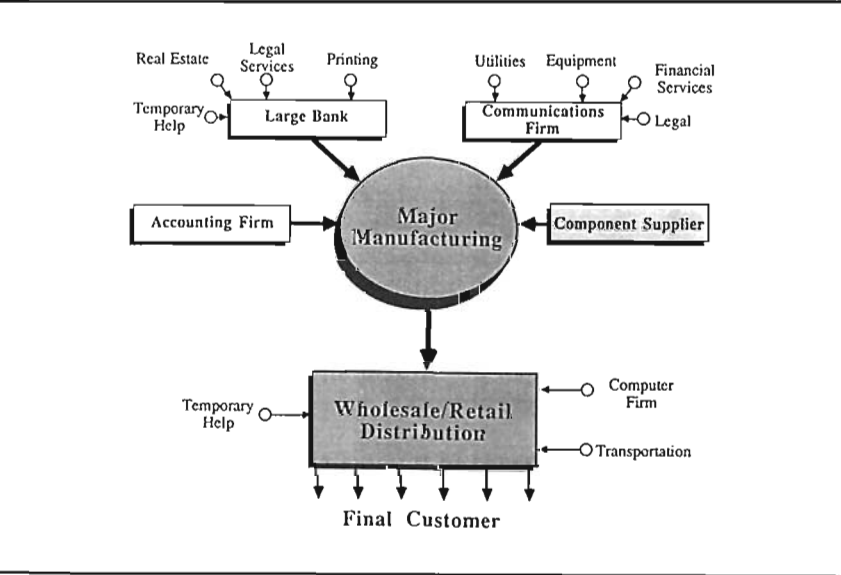 Real Estate
Legal
Services
Printing
Utilities
Equipment
Financial
Services
Temporary
Help
Large Bank
Communications
Firm
Legal
Accounting Firm
Major
Manufacturing
Component Supplier
Temporary
Help
Wholesale/Retail
Distribution
Computer
Firm
Transportation
Final Customer